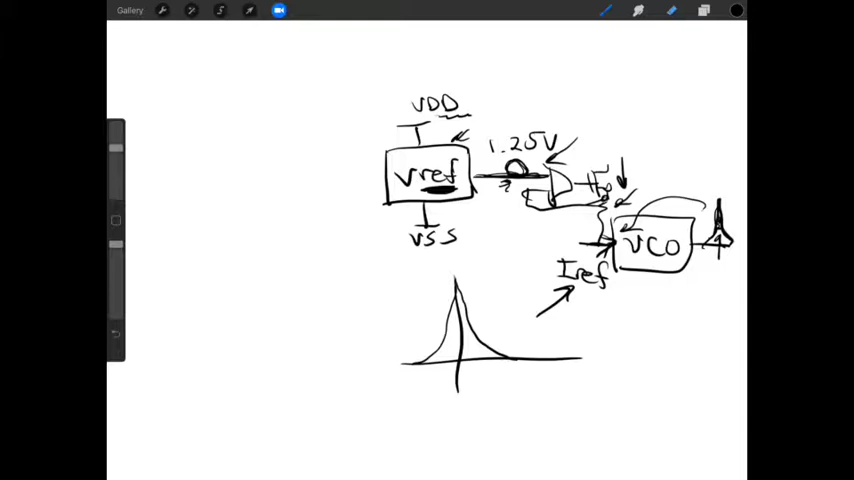 Gallery
VDD
1.25V
Vref
VSS
VCO
Iref